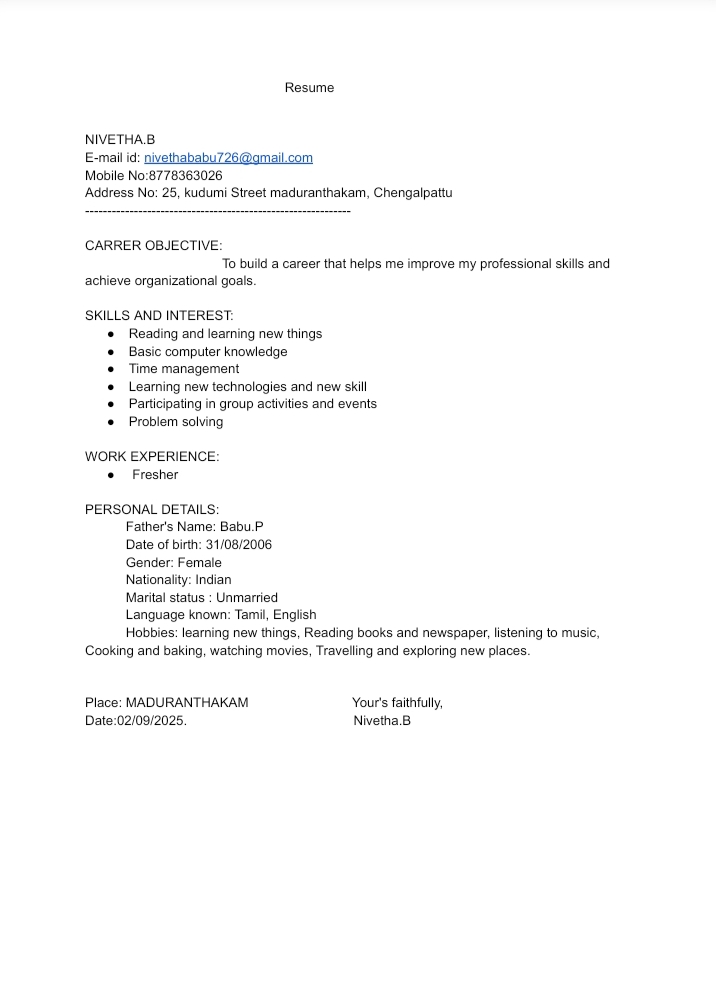 Resume
NIVETHA.B
E-mail id: nivethababu726@gmail.com
Mobile No:8778363026
Address No: 25, kudumi Street maduranthakam, Chengalpattu
------------------------------------------------------------
CARRER OBJECTIVE:
To build a career that helps me improve my professional skills and
achieve organizational goals.
SKILLS AND INTEREST:
● Reading and learning new things
● Basic computer knowledge
● Time management
● Learning new technologies and new skill
● Participating in group activities and events
● Problem solving
WORK EXPERIENCE:
● Fresher
PERSONAL DETAILS:
Father's Name: Babu.P
Date of birth: 31/08/2006
Gender: Female
Nationality: Indian
Marital status : Unmarried
Language known: Tamil, English
Hobbies: learning new things, Reading books and newspaper, listening to music,
Cooking and baking, watching movies, Travelling and exploring new places.
Place: MADURANTHAKAM Your's faithfully,
Date:02/09/2025. Nivetha.B